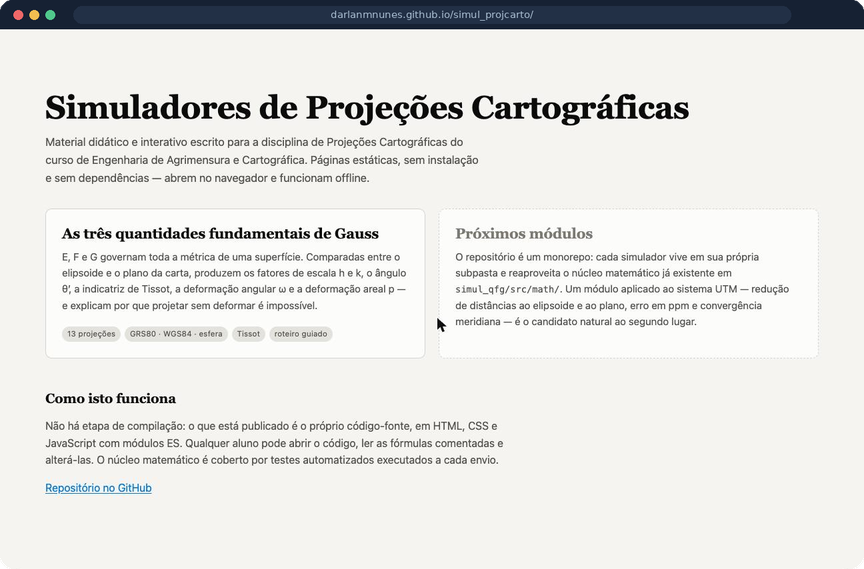 darlanmnunes.github.io/simul_projcarto/
Simuladores de Projeções Cartográficas
Material didático e interativo escrito para a disciplina de Projeções Cartográficas do
curso de Engenharia de Agrimensura e Cartográfica. Páginas estáticas, sem instalação
e sem dependências — abrem no navegador e funcionam offline.
As três quantidades fundamentais de Gauss
E, F e G governam toda a métrica de uma superfície. Comparadas entre o
elipsoide e o plano da carta, produzem os fatores de escala h e k, o ângulo
θ′, a indicatriz de Tissot, a deformação angular ω e a deformação areal p —
e explicam por que projetar sem deformar é impossível.
13 projeções
GRS80 · WGS84 · esfera
Tissot
roteiro guiado
Próximos módulos
O repositório é um monorepo: cada simulador vive em sua própria
subpasta e reaproveita o núcleo matemático já existente em
simul_qfg/src/math/. Um módulo aplicado ao sistema UTM — redução
de distâncias ao elipsoide e ao plano, erro em ppm e convergência
meridiana — é o candidato natural ao segundo lugar.
Como isto funciona
Não há etapa de compilação: o que está publicado é o próprio código-fonte, em HTML, CSS e
JavaScript com módulos ES. Qualquer aluno pode abrir o código, ler as fórmulas comentadas e
alterá-las. O núcleo matemático é coberto por testes automatizados executados a cada envio.
Repositório no GitHub